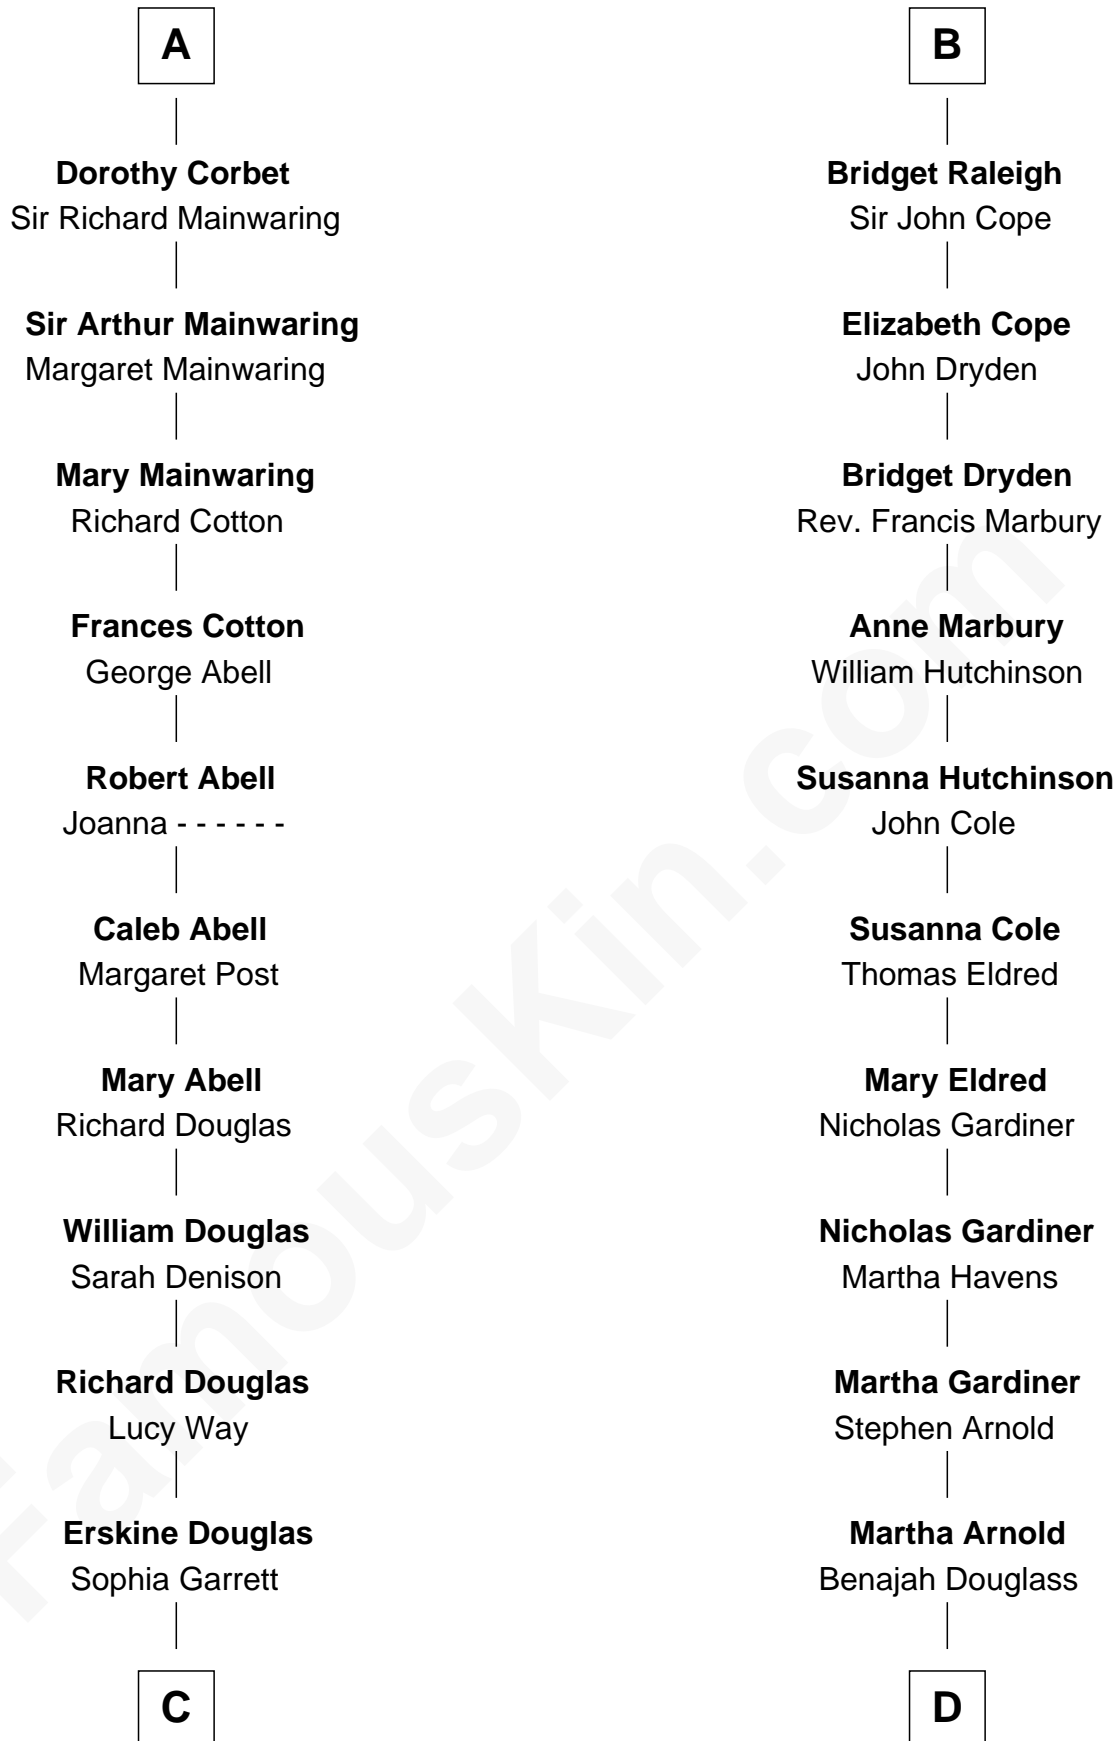 A
Dorothy Corbet
Sir Richard Mainwaring
Sir Arthur Mainwaring
Margaret Mainwaring
Mary Mainwaring
Richard Cotton
Frances Cotton
George Abell
Robert Abell
Joanna - - - - - -
Caleb Abell
Margaret Post
Mary Abell
Richard Douglas
William Douglas
Sarah Denison
Richard Douglas
Lucy Way
Erskine Douglas
Sophia Garrett
C
B
Bridget Raleigh
Sir John Cope
Elizabeth Cope
John Dryden
Bridget Dryden
Rev. Francis Marbury
Anne Marbury
William Hutchinson
Susanna Hutchinson
John Cole
Susanna Cole
Thomas Eldred
Mary Eldred
Nicholas Gardiner
Nicholas Gardiner
Martha Havens
Martha Gardiner
Stephen Arnold
Martha Arnold
Benajah Douglass
D
FamousKin.com